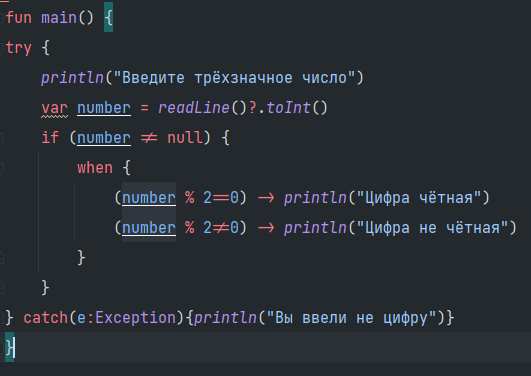 fun main() {
try {
println("Введите трёхзначное число")
var number = readLine()?.toInt()
if (number != null) {
when {
(number % 2==0) -> println("Цифра чётная")
(number % 2!=0) -> println("Цифра не чётная")
}
}
} catch(e:Exception){println("Вы ввели не цифру")}
}